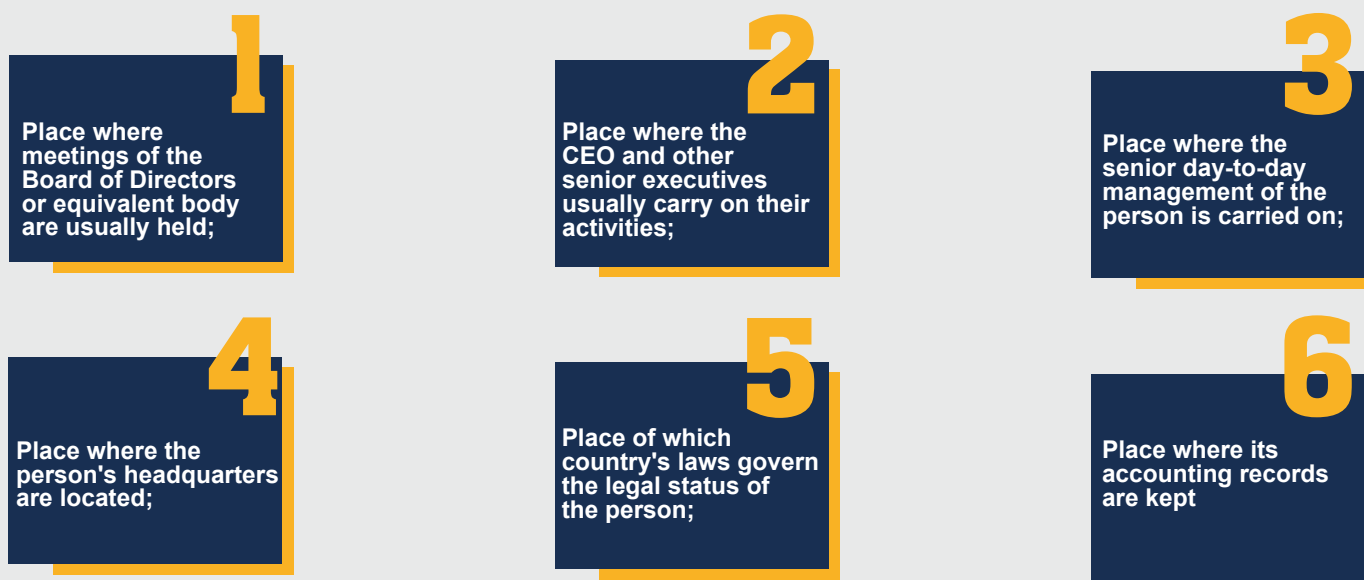 1
Place where
meetings of the
Board of Directors
or equivalent body
are usually held;
2
Place where the
CEO and other
senior executives
usually carry on their
activities;
3
Place where the
senior day-to-day
management of the
person is carried on;
4
Place where the
person's headquarters
are located;
5
Place of which
country's laws govern
the legal status of
the person;
6
Place where its
accounting records
are kept